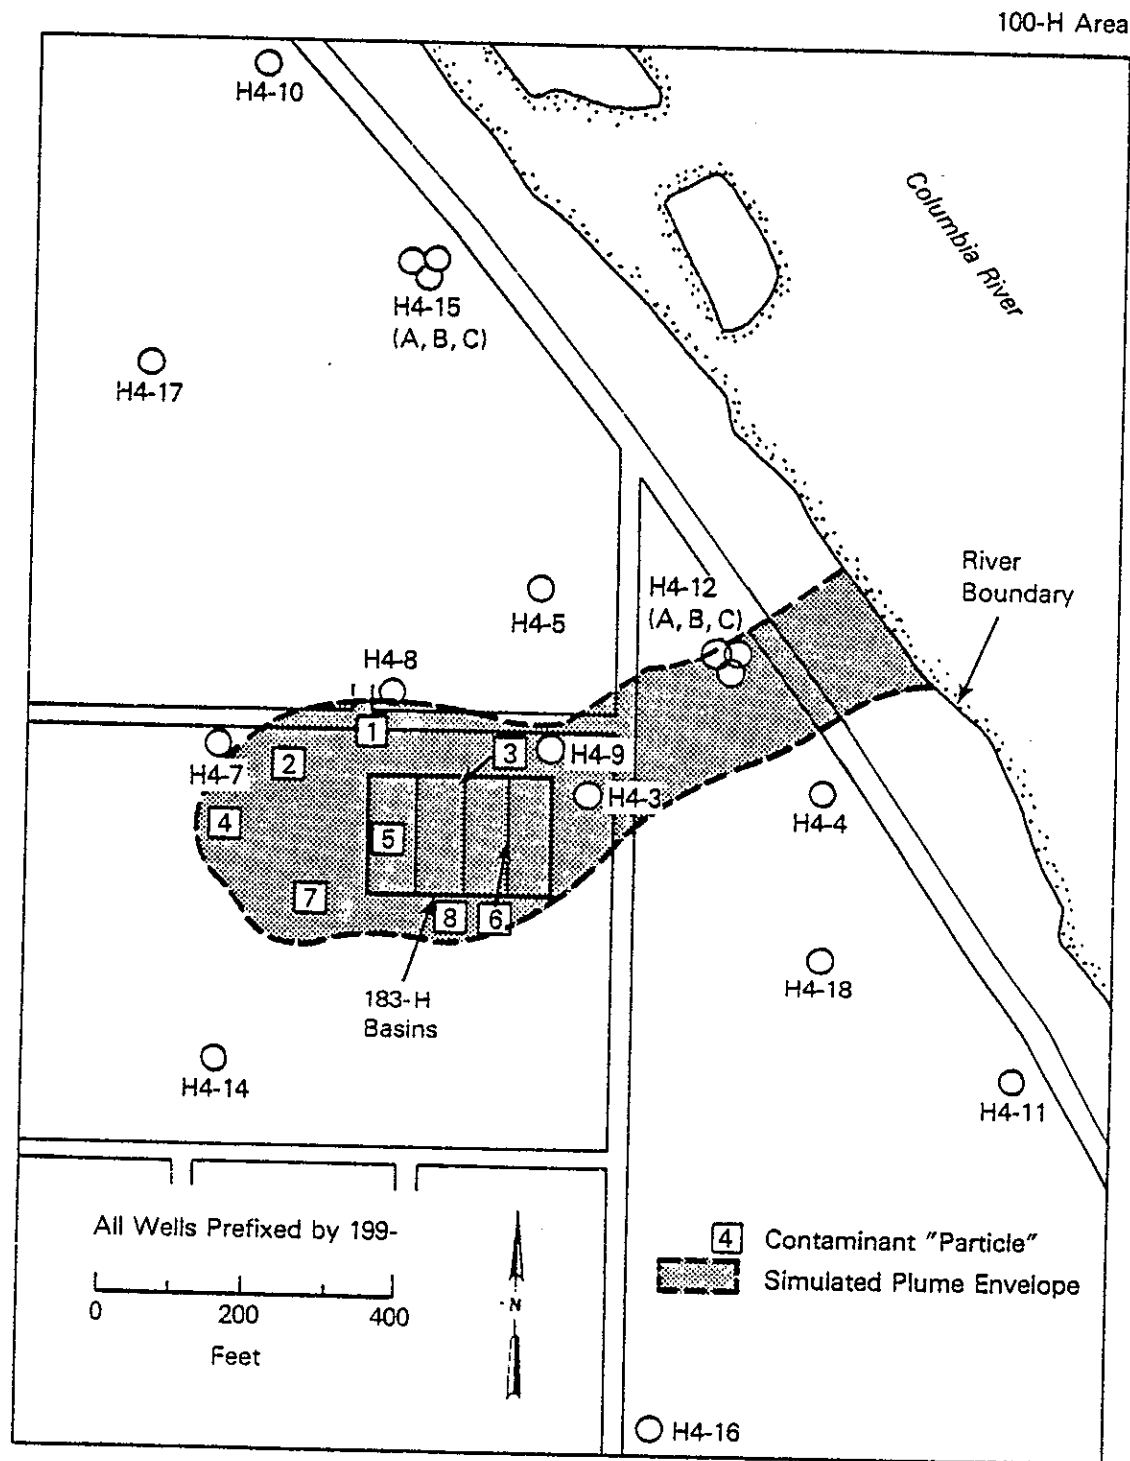 100-H Area
H4-10
Columbia River
H4-15
(A, B, C)
H4-17
H4-12
(A, B, C)
River
Boundary
H4-5
H4-8
1
2
3
H4-9
H4-7
H4-3
4
5
H4-4
7
8
6
H4-18
183-H
Basins
H4-14
H4-11
All Wells Prefixed by 199-
0 200 400
Feet
N
4 Contaminant "Particle"
Simulated Plume Envelope
H4-16